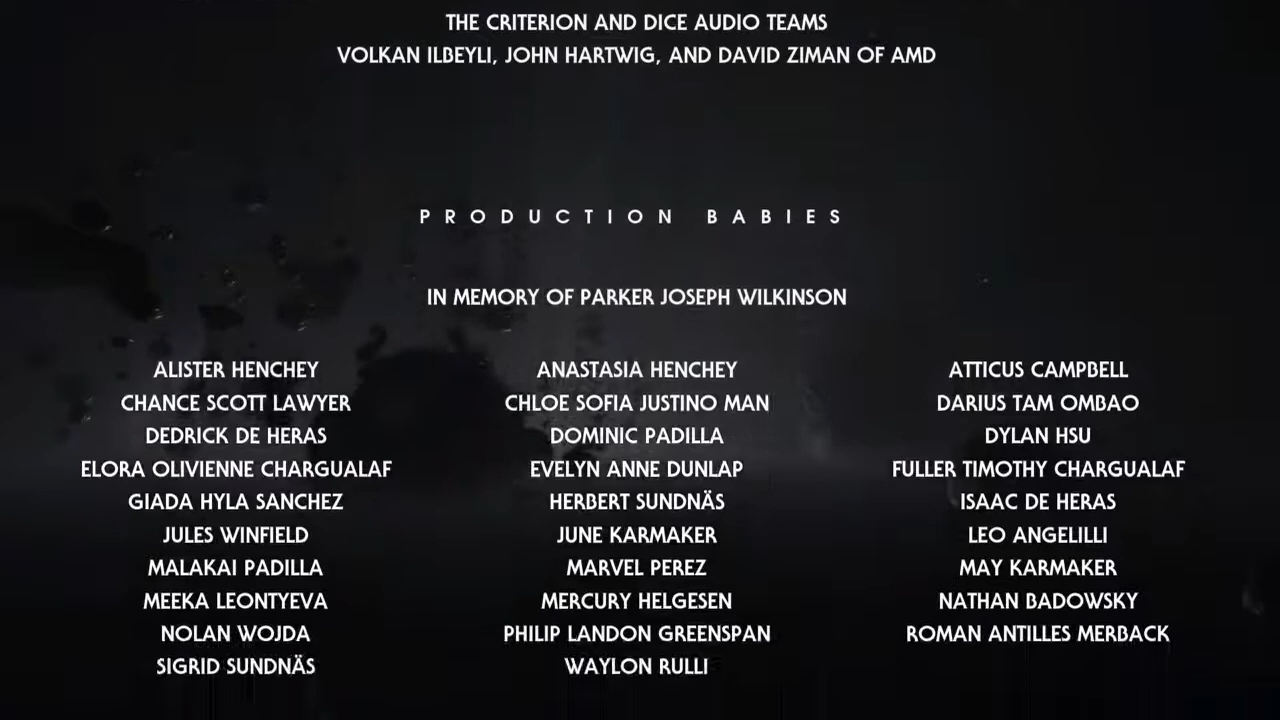 THE CRITERION AND DICE AUDIO TEAMS
VOLKAN ILBEYLI, JOHN HARTWIG, AND DAVID ZIMAN OF AMD
PRODUCTION BABIES
IN MEMORY OF PARKER JOSEPH WILKINSON
ALISTER HENCHEY ANASTASIA HENCHEY ATTICUS CAMPBELL
CHANCE SCOTT LAWYER CHLOE SOFIA JUSTINO MAN DARIUS TAM OMBAO
DEDRICK DE HERAS DOMINIC PADILLA DYLAN HSU
ELORA OLIVIENNE CHARGUALAF EVELYN ANNE DUNLAP FULLER TIMOTHY CHARGUALAF
GIADA HYLA SANCHEZ HERBERT SUNDNÄS ISAAC DE HERAS
JULES WINFIELD JUNE KARMAKER LEO ANGELILLI
MALAKAI PADILLA MARVEL PEREZ MAY KARMAKER
MEEKA LEONTYEVA MERCURY HELGESEN NATHAN BADOWSKY
NOLAN WOJDA PHILIP LANDON GREENSPAN ROMAN ANTILLES MERBACK
SIGRID SUNDNÄS WAYLON RULLI